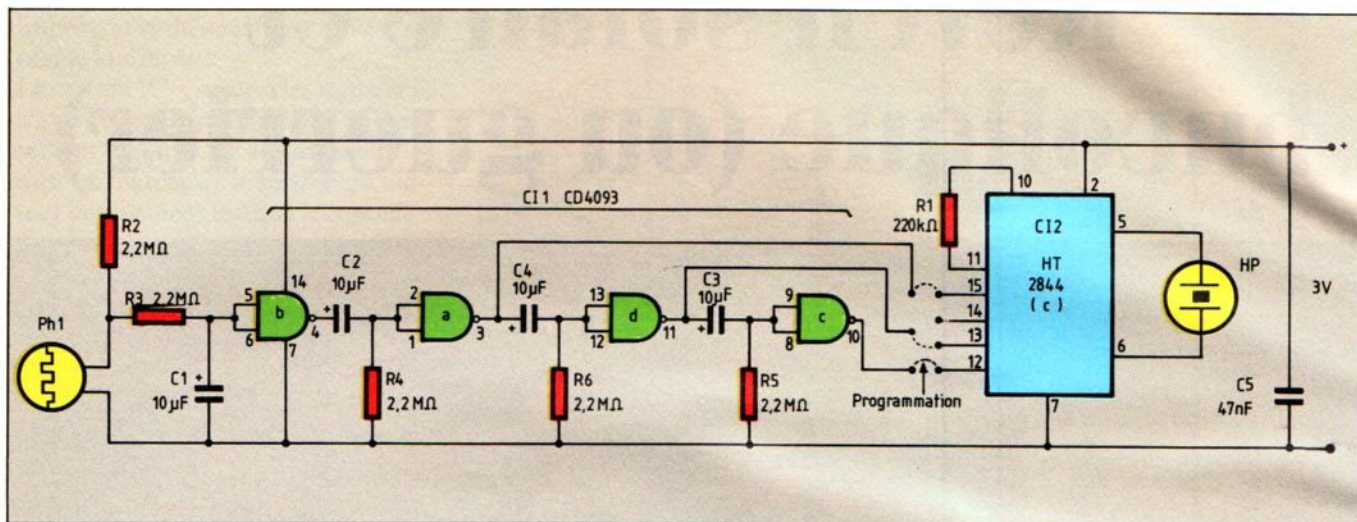 CI1 CD4093
+
R2
2,2MΩ
R3 2,2MΩ
Ph1
C1 +
10µF
14
5
6
b
4
7
C2
10µF
+
R4
2,2MΩ
2
1
a
3
C4
10µF
+
R6
2,2MΩ
13
12
d
11
C3
10µF
+
R5
2,2MΩ
9
8
c
10
Programmation
R1
220kΩ
10
2
11
15
14
13
12
CI2
HT
2844
(c)
5
6
7
HP
3V
C5
47nF
-